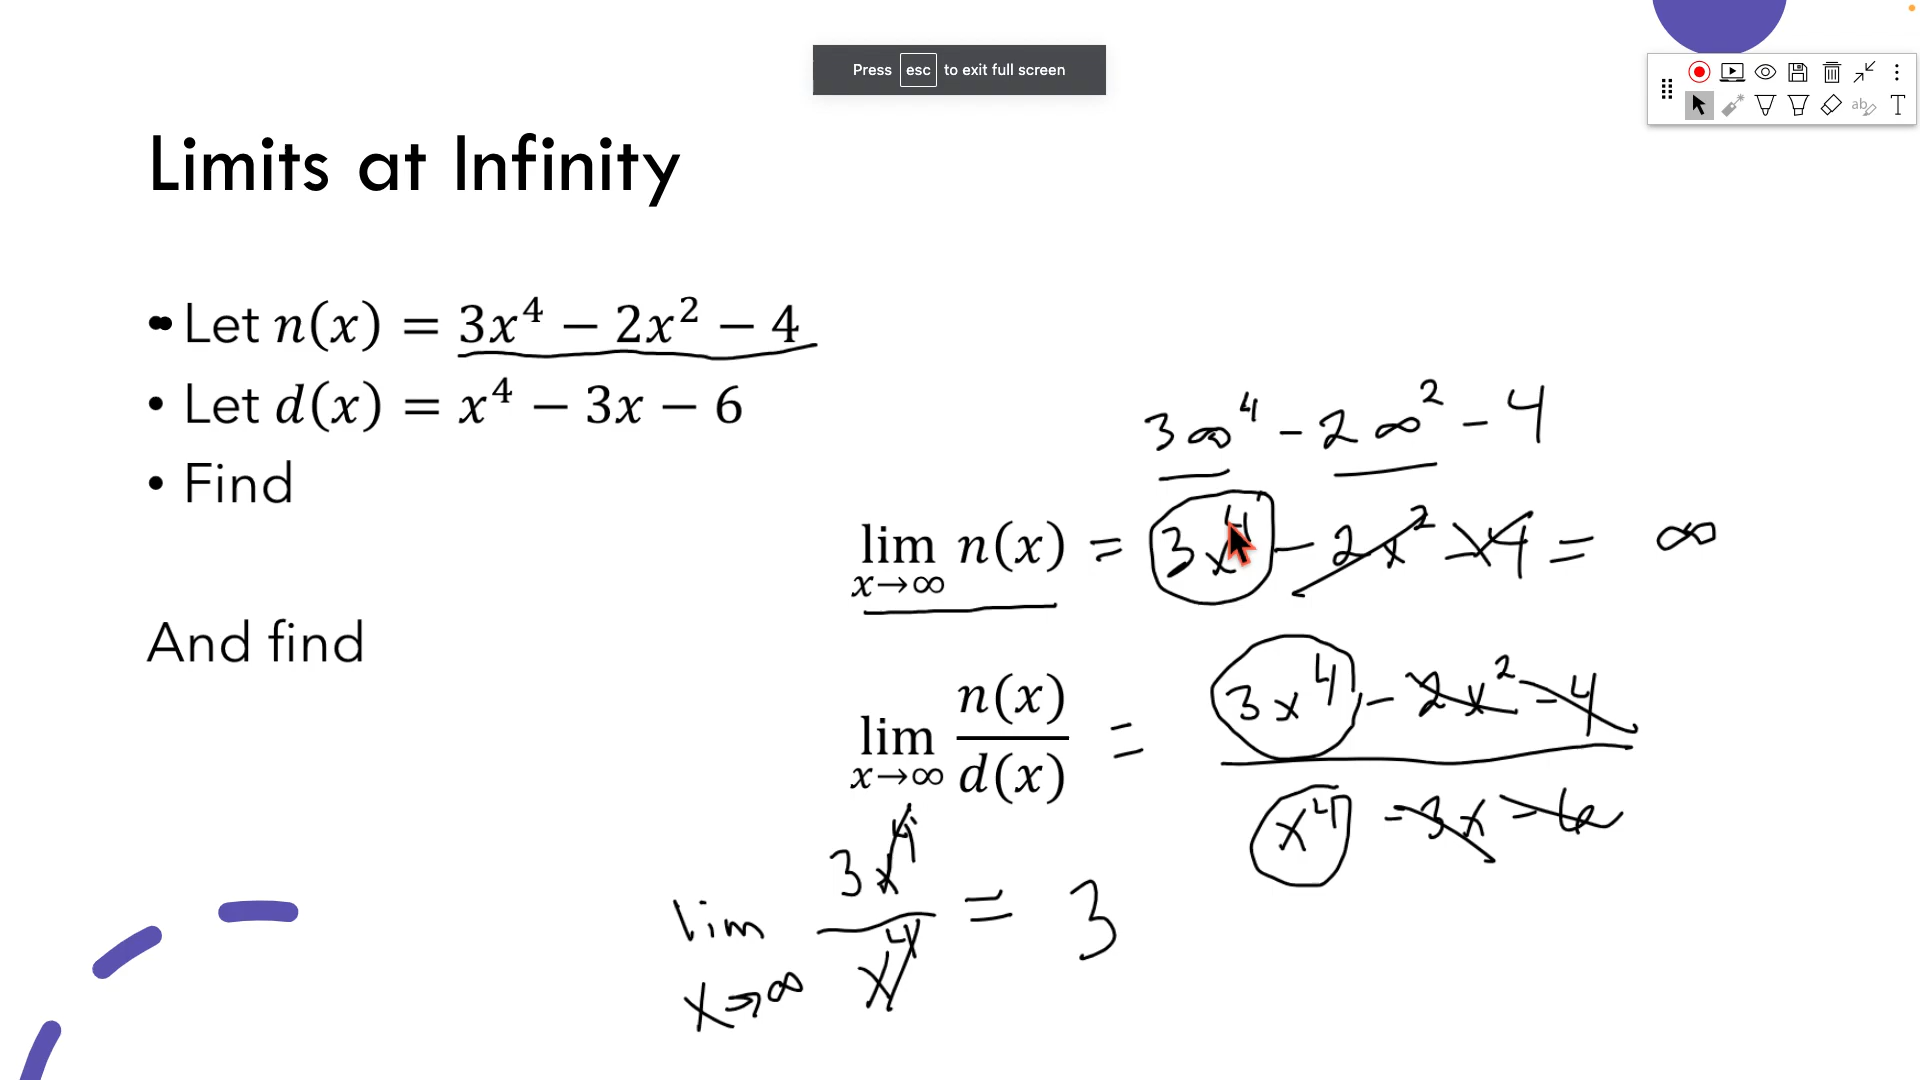 Press esc to exit full screen
Limits at Infinity
• Let n(x) = 3x⁴ − 2x² − 4
• Let d(x) = x⁴ − 3x − 6
3∞⁴ − 2∞² − 4
• Find
lim x→∞ n(x) = 3x⁴ − 2x² − 4 = ∞
And find
lim x→∞ n(x)/d(x) = 3x⁴ − 2x² − 4 / x⁴ − 3x − 6
lim x→∞ 3x⁴/x⁴ = 3